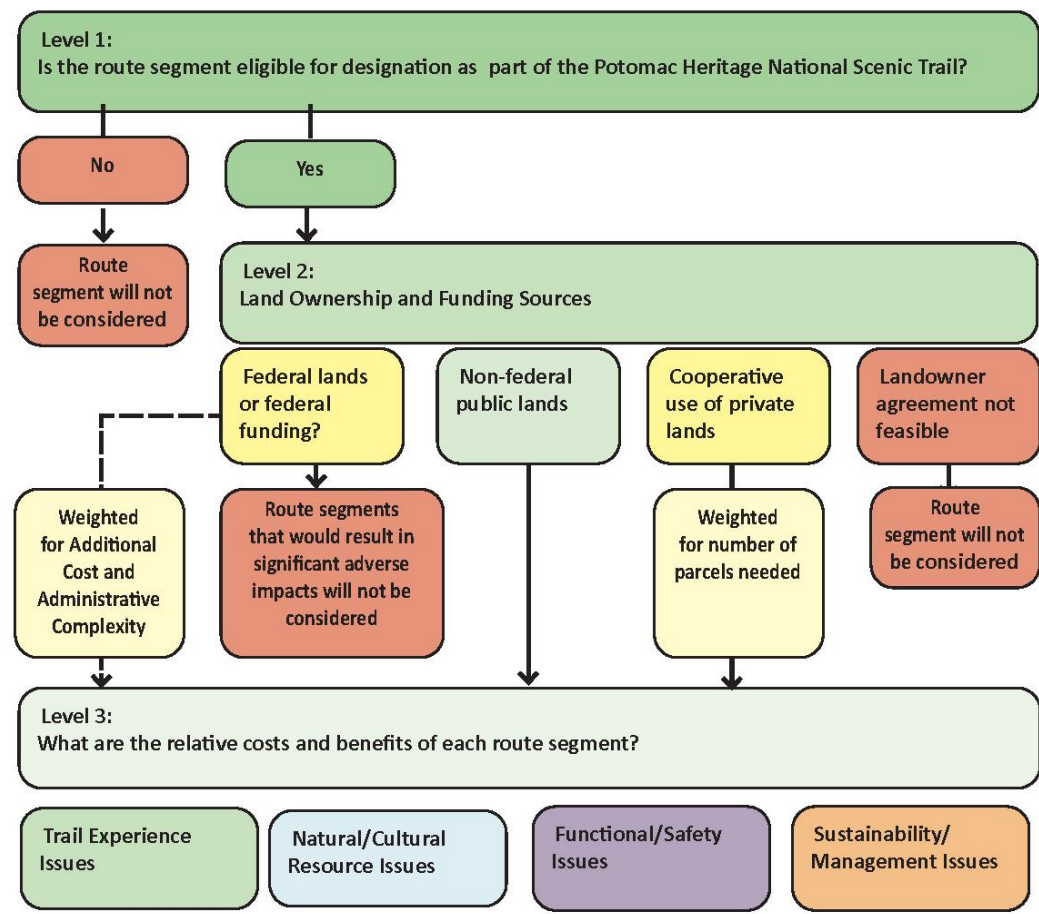 Level 1:
Is the route segment eligible for designation as part of the Potomac Heritage National Scenic Trail?
No
Yes
Route
segment will not
be considered
Level 2:
Land Ownership and Funding Sources
Federal lands
or federal
funding?
Non-federal
public lands
Cooperative
use of private
lands
Landowner
agreement not
feasible
Weighted
for Additional
Cost and
Administrative
Complexity
Route segments
that would result in
significant adverse
impacts will not be
considered
Weighted
for number of
parcels needed
Route
segment will not
be considered
Level 3:
What are the relative costs and benefits of each route segment?
Trail Experience
Issues
Natural/Cultural
Resource Issues
Functional/Safety
Issues
Sustainability/
Management Issues